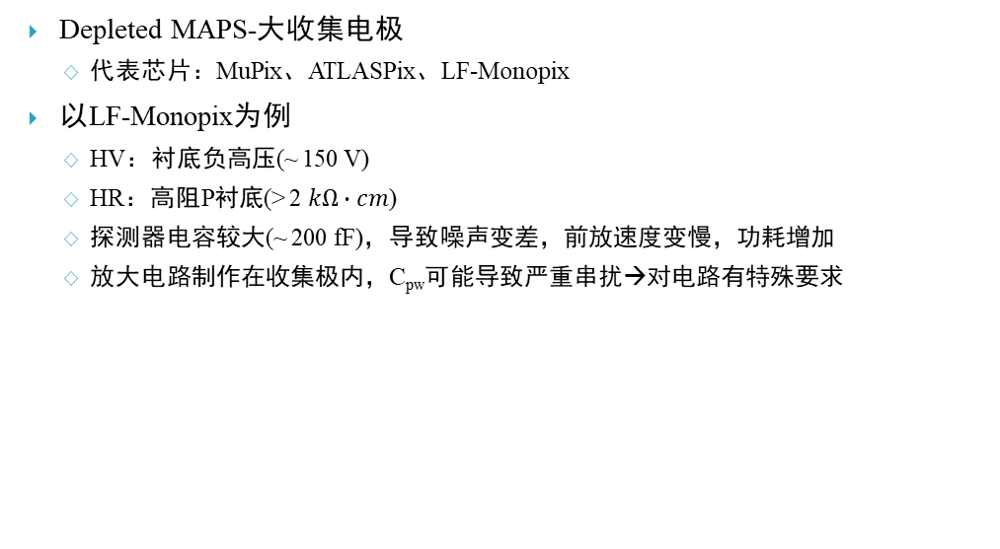 Depleted MAPS-大收集电极
代表芯片：MuPix、ATLASPix、LF-Monopix
以LF-Monopix为例
HV：衬底负高压(~ 150 V)
HR：高阻P衬底(> 2 kΩ · cm)
探测器电容较大(~ 200 fF)，导致噪声变差，前放速度变慢，功耗增加
放大电路制作在收集极内，Cpw可能导致严重串扰→对电路有特殊要求